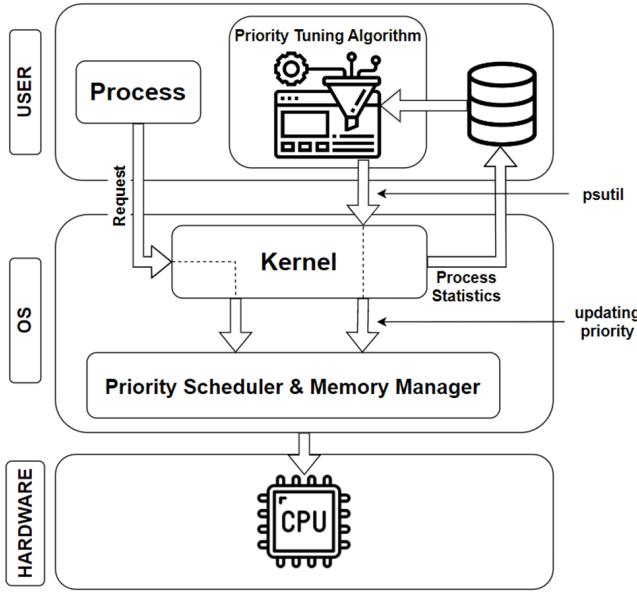 USER
Priority Tuning Algorithm
Process
Request
psutil
OS
Kernel
Process
Statistics
updating
priority
Priority Scheduler & Memory Manager
HARDWARE
CPU